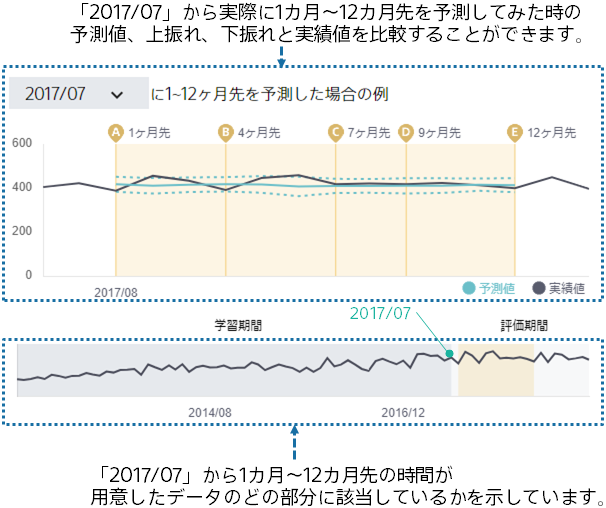 「2017/07」から実際に1カ月～12カ月先を予測してみた時の
予測値、上振れ、下振れと実績値を比較することができます。
2017/07 に1~12ヶ月先を予測した場合の例
A 1ヶ月先 B 4ヶ月先 C 7ヶ月先 D 9ヶ月先 E 12ヶ月先
600
400
200
0
2017/08
予測値 実績値
2017/07
学習期間 評価期間
2014/08 2016/12
「2017/07」から1カ月～12カ月先の時間が
用意したデータのどの部分に該当しているかを示しています。